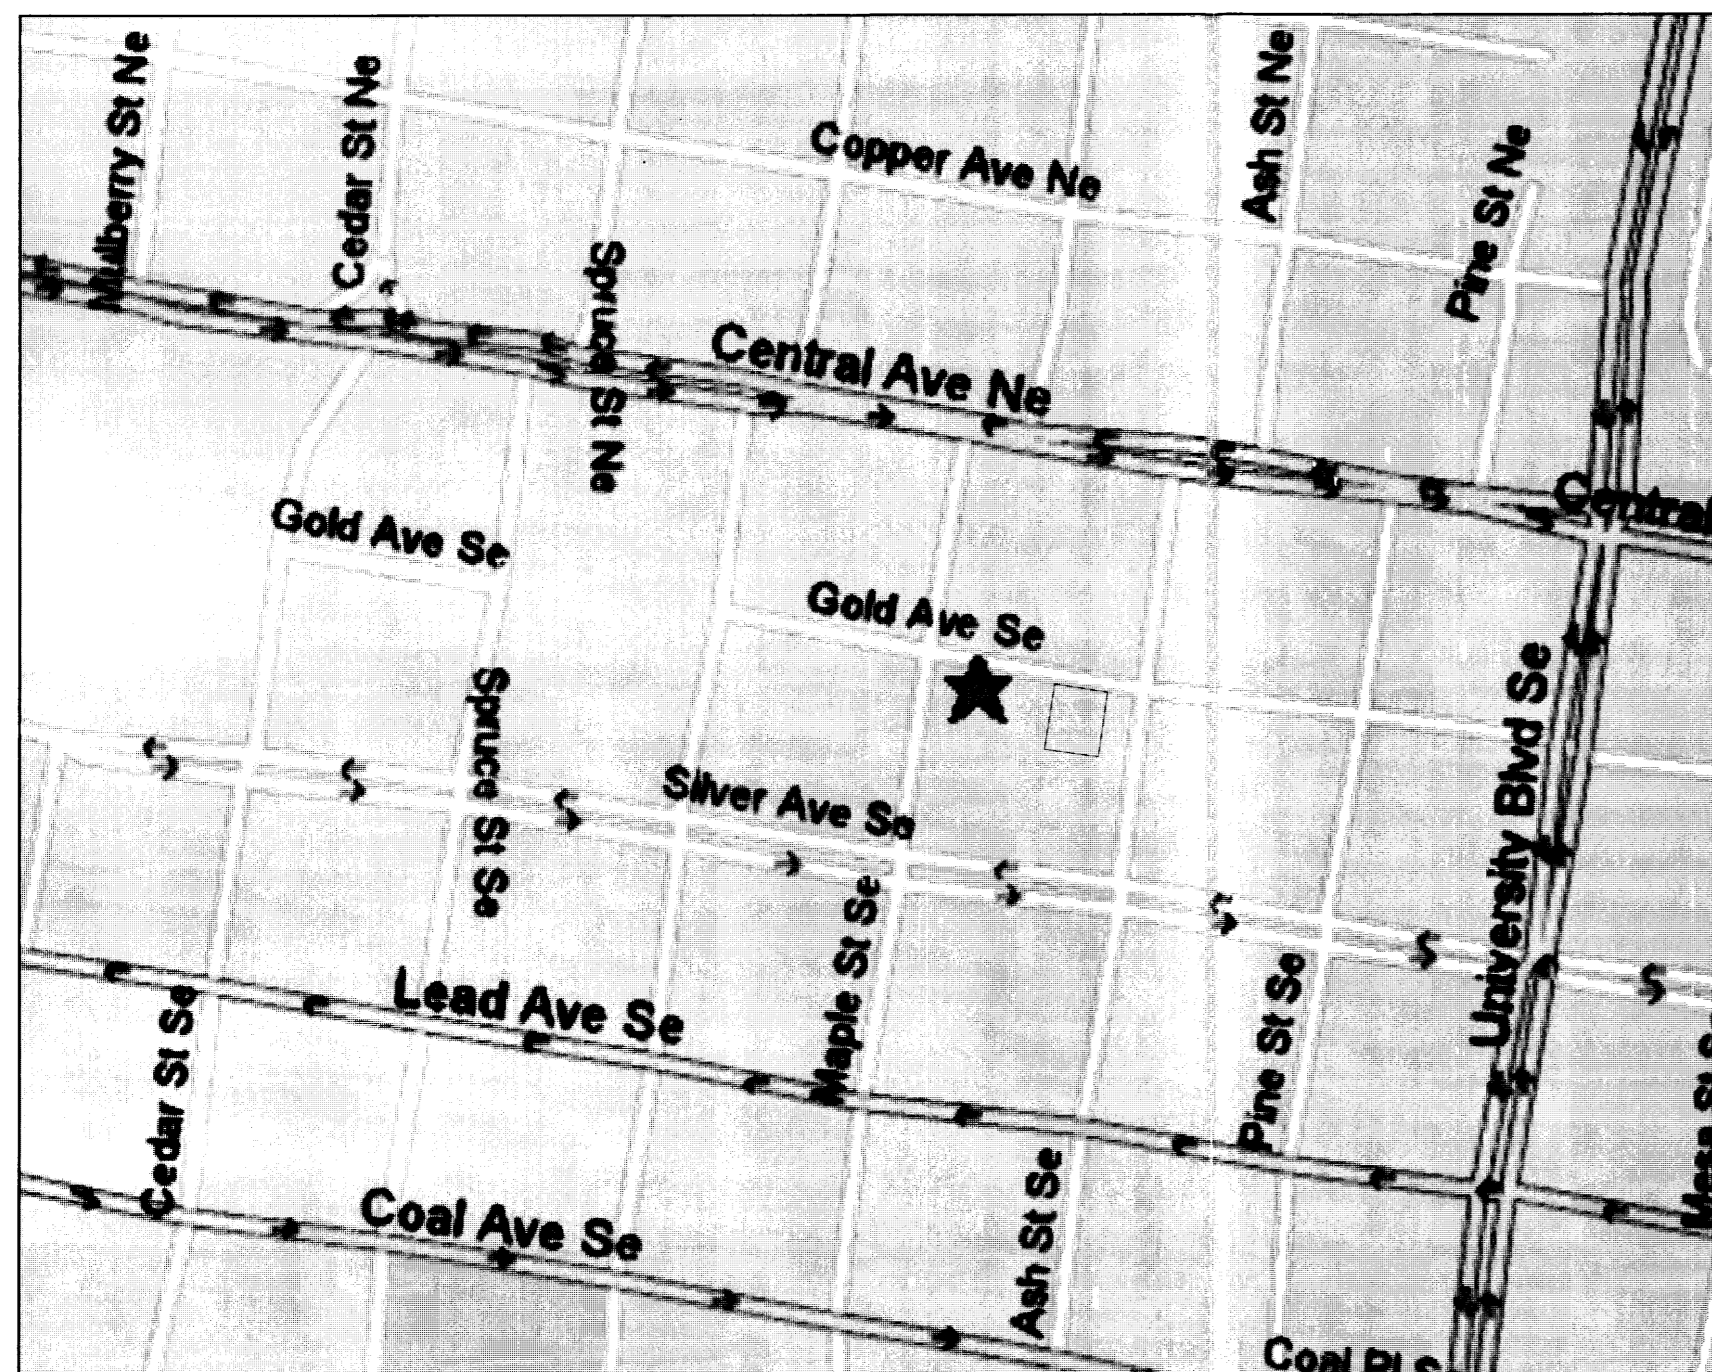 Mulberry St Ne
Cedar St Ne
Spruce St Ne
Copper Ave Ne
Ash St Ne
Pine St Ne
Central Ave Ne
Central
Gold Ave Se
Gold Ave Se
Spruce St Se
Silver Ave Se
University Blvd Se
Maple St Se
Lead Ave Se
Cedar St Se
Pine St Se
Coal Ave Se
Ash St Se
Coal Pl S